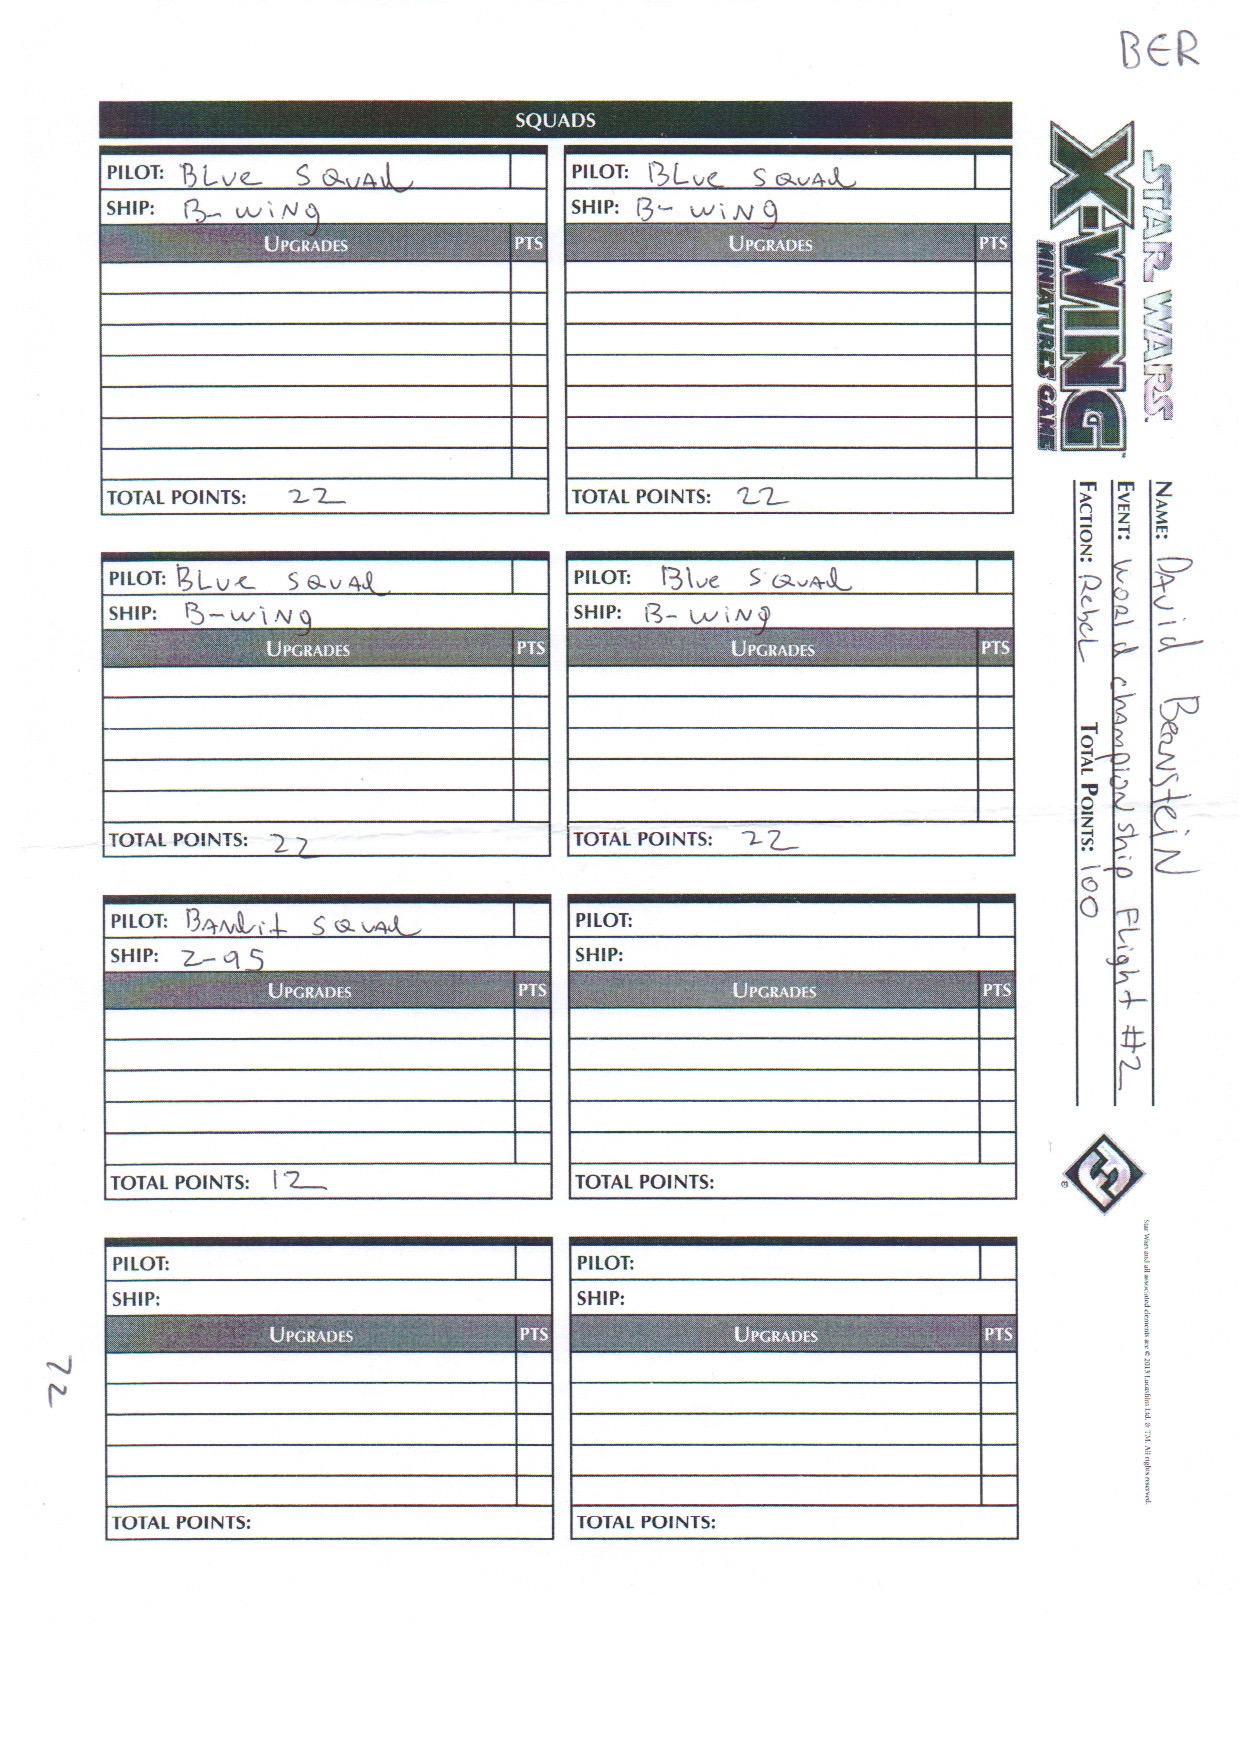 BER
SQUADS
PILOT: BLue SQuad
SHIP: B-wiNg
UPGRADES PTS
TOTAL POINTS: 22
PILOT: BLue SQuad
SHIP: B-wiNg
UPGRADES PTS
TOTAL POINTS: 22
PILOT: BLue SQuad
SHIP: B-wiNg
UPGRADES PTS
TOTAL POINTS: 22
PILOT: Blue SQuad
SHIP: B-wiNg
UPGRADES PTS
TOTAL POINTS: 22
PILOT: BANdit SQuad
SHIP: Z-95
UPGRADES PTS
TOTAL POINTS: 12
PILOT:
SHIP:
UPGRADES PTS
TOTAL POINTS:
PILOT:
SHIP:
UPGRADES PTS
TOTAL POINTS:
PILOT:
SHIP:
UPGRADES PTS
TOTAL POINTS:
STAR WARS™
X-WING™
MINIATURES GAME
NAME: DAvid BeRNsteiN
EVENT: WORLd ChAmpioNship FLight #2
FACTION: RebeL TOTAL POINTS: 100
®
Star Wars and all associated elements are © 2013 Lucasfilm Ltd. & TM. All rights reserved.
72